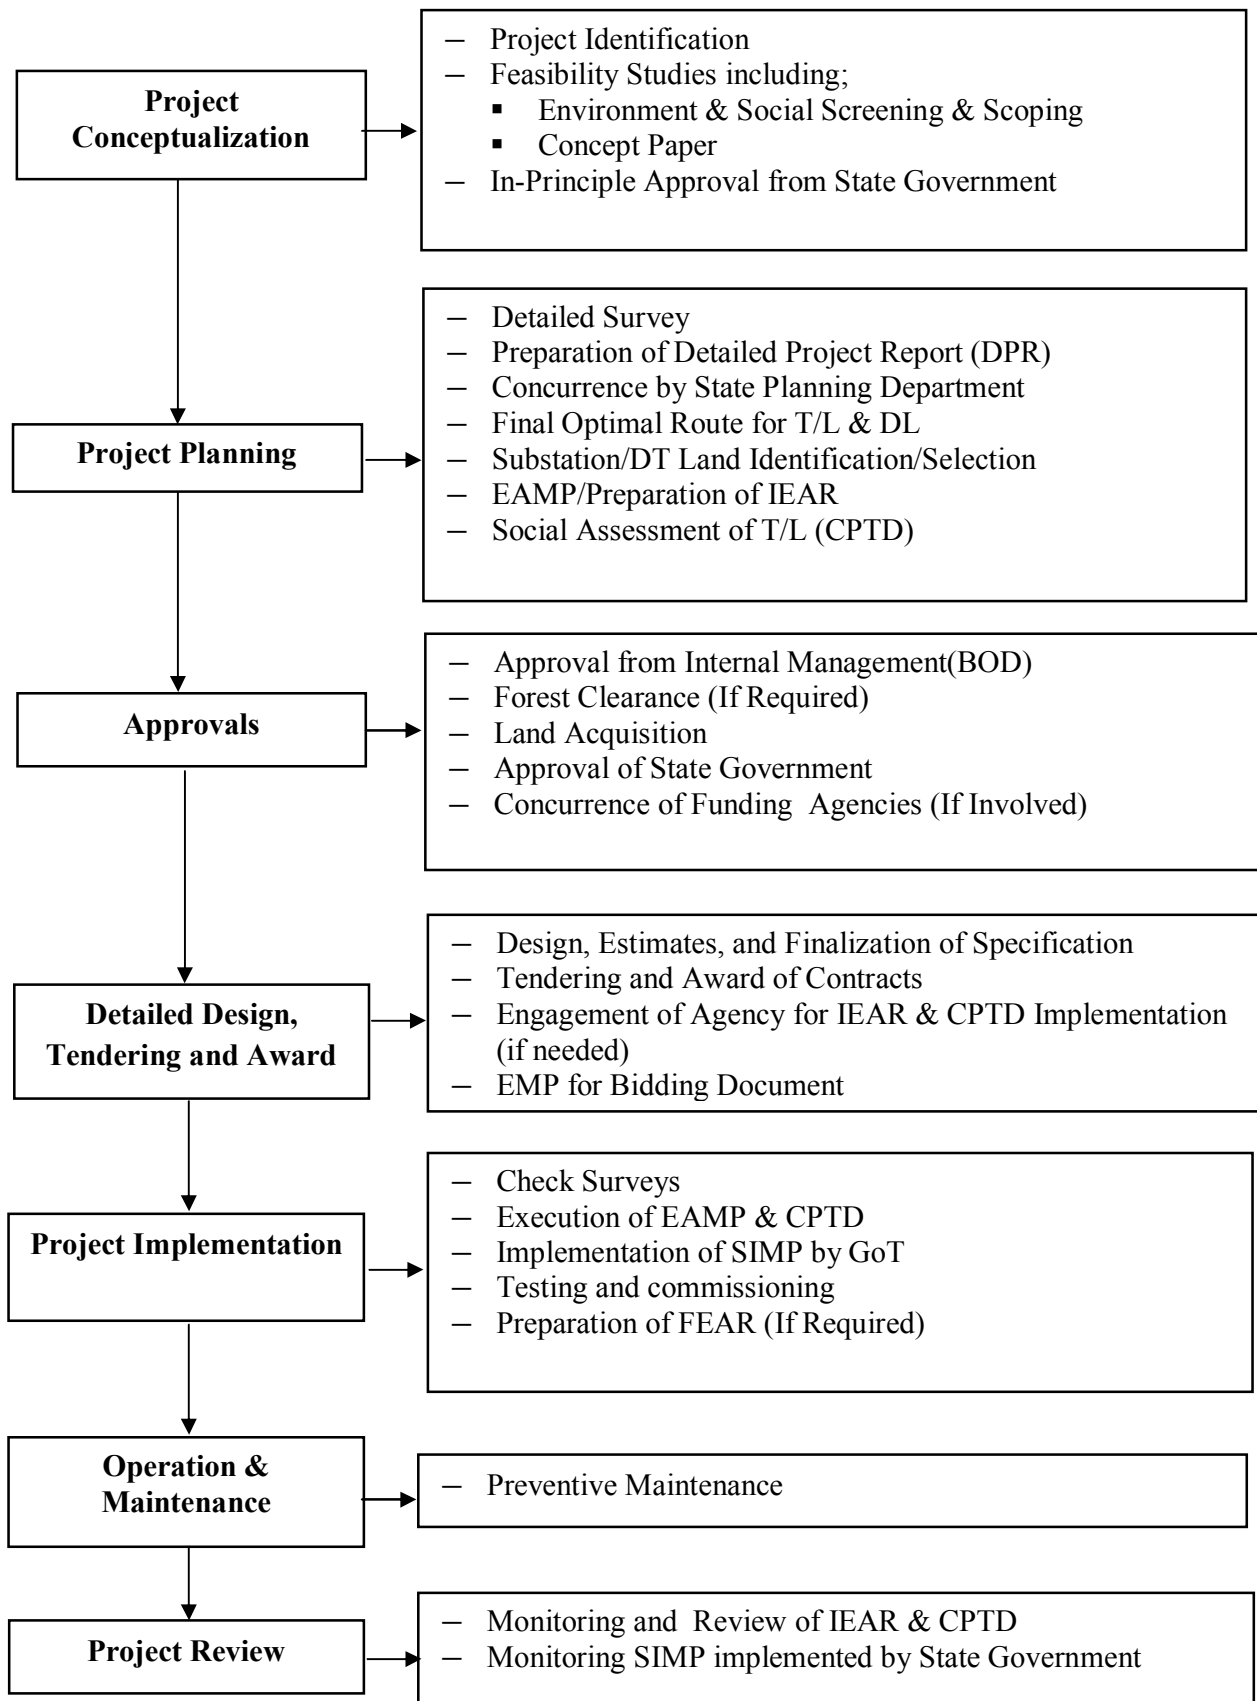 Project
Conceptualization
— Project Identification
— Feasibility Studies including;
▪ Environment & Social Screening & Scoping
▪ Concept Paper
— In-Principle Approval from State Government
Project Planning
— Detailed Survey
— Preparation of Detailed Project Report (DPR)
— Concurrence by State Planning Department
— Final Optimal Route for T/L & DL
— Substation/DT Land Identification/Selection
— EAMP/Preparation of IEAR
— Social Assessment of T/L (CPTD)
Approvals
— Approval from Internal Management(BOD)
— Forest Clearance (If Required)
— Land Acquisition
— Approval of State Government
— Concurrence of Funding Agencies (If Involved)
Detailed Design,
Tendering and Award
— Design, Estimates, and Finalization of Specification
— Tendering and Award of Contracts
— Engagement of Agency for IEAR & CPTD Implementation
(if needed)
— EMP for Bidding Document
Project Implementation
— Check Surveys
— Execution of EAMP & CPTD
— Implementation of SIMP by GoT
— Testing and commissioning
— Preparation of FEAR (If Required)
Operation &
Maintenance
— Preventive Maintenance
Project Review
— Monitoring and Review of IEAR & CPTD
— Monitoring SIMP implemented by State Government